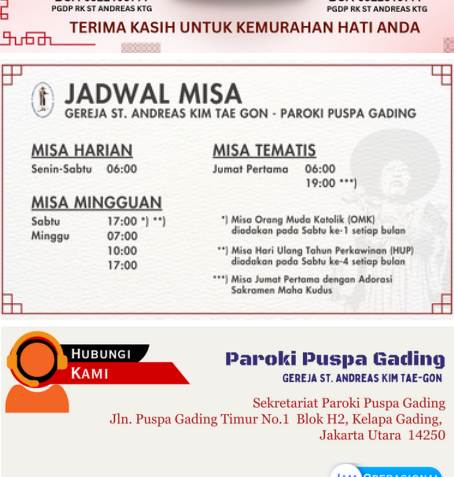 PGDP RK ST ANDREAS KTG
PGDP RK ST ANDREAS KTG
TERIMA KASIH UNTUK KEMURAHAN HATI ANDA
JADWAL MISA
GEREJA ST. ANDREAS KIM TAE GON - PAROKI PUSPA GADING
MISA HARIAN
Senin-Sabtu 06:00
MISA MINGGUAN
Sabtu 17:00 *) **)
Minggu 07:00
10:00
17:00
MISA TEMATIS
Jumat Pertama 06:00
19:00 ***)
*) Misa Orang Muda Katolik (OMK)
diadakan pada Sabtu ke-1 setiap bulan
**) Misa Hari Ulang Tahun Perkawinan (HUP)
diadakan pada Sabtu ke-4 setiap bulan
***) Misa Jumat Pertama dengan Adorasi
Sakramen Maha Kudus
HUBUNGI
KAMI
Paroki Puspa Gading
GEREJA ST. ANDREAS KIM TAE-GON
Sekretariat Paroki Puspa Gading
Jln. Puspa Gading Timur No.1 Blok H2, Kelapa Gading,
Jakarta Utara 14250